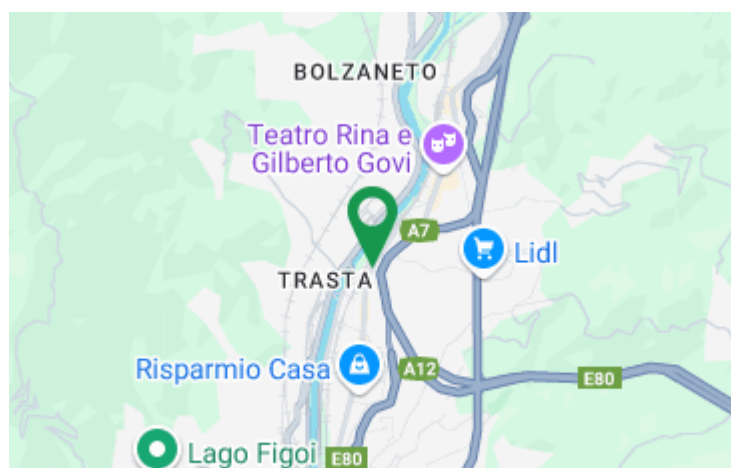 BOLZANETO
Teatro Rina e
Gilberto Govi
A7
Lidl
TRASTA
Risparmio Casa
A12
E80
Lago Figoi
E80